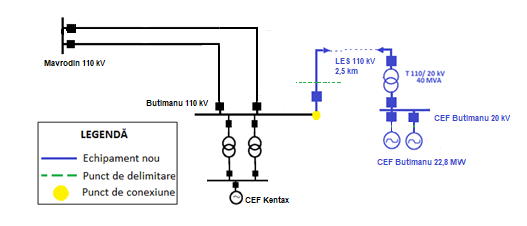 LES 110 kV
2,5 km
T 110/ 20 kV
40 MVA
Mavrodin 110 kV
Butimanu 110 kV
CEF Butimanu 20 kV
LEGENDĂ
Echipament nou
Punct de delimitare
Punct de conexiune
CEF Butimanu 22,8 MW
CEF Kentax